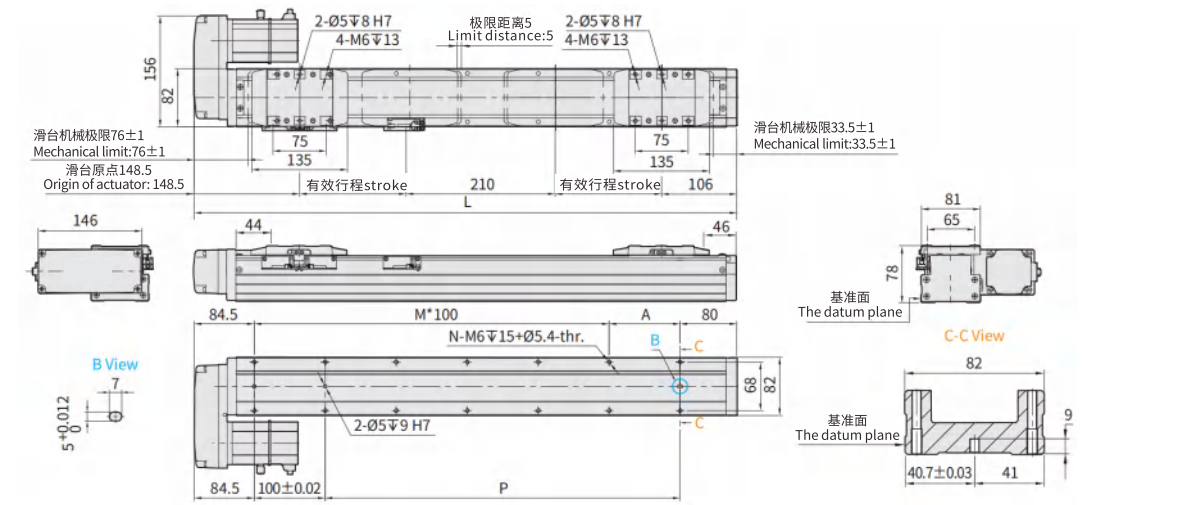 2-Ø5↧8 H7
4-M6↧13
极限距离5
Limit distance:5
2-Ø5↧8 H7
4-M6↧13
156
82
滑台机械极限76±1
Mechanical limit:76±1
滑台原点148.5
Origin of actuator: 148.5
75
135
有效行程stroke
210
有效行程stroke
75
135
106
滑台机械极限33.5±1
Mechanical limit:33.5±1
L
146
44
46
81
65
78
基准面
The datum plane
C-C View
84.5
M*100
A
80
N-M6↧15+Ø5.4-thr.
B
C
B View
7
5+0.012
0
68
82
2-Ø5↧9 H7
C
84.5
100±0.02
P
82
基准面
The datum plane
9
40.7±0.03
41